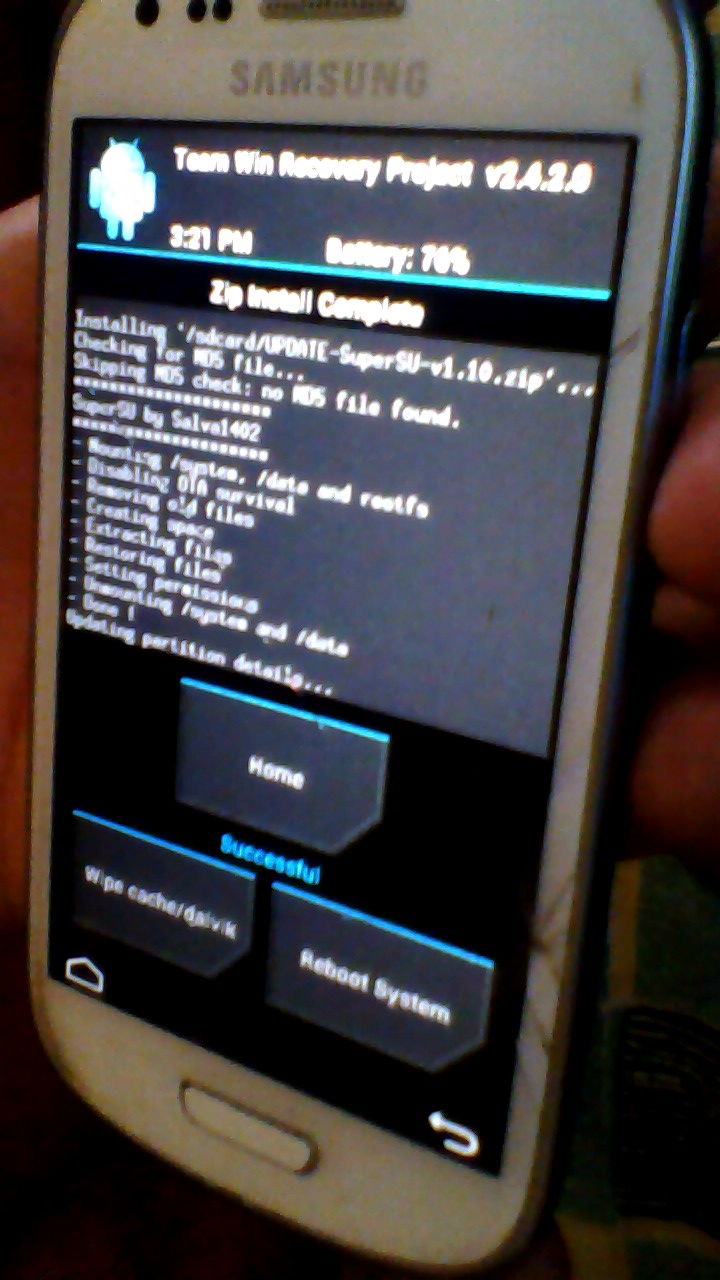 SAMSUNG
Team Win Recovery Project v2.4.2.0
3:21 PM Battery: 76%
Zip Install Complete
Installing '/sdcard/UPDATE-SuperSU-v1.10.zip'...
Checking for MD5 file...
Skipping MD5 check: no MD5 file found.
********************
SuperSU by Salva1402
********************
- Mounting /system, /data and rootfs
- Disabling OTA survival
- Removing old files
- Creating space
- Extracting files
- Restoring files
- Setting permissions
- Unmounting /system and /data
- Done !
Updating partition details...
Home
Successful
Wipe cache/dalvik
Reboot System